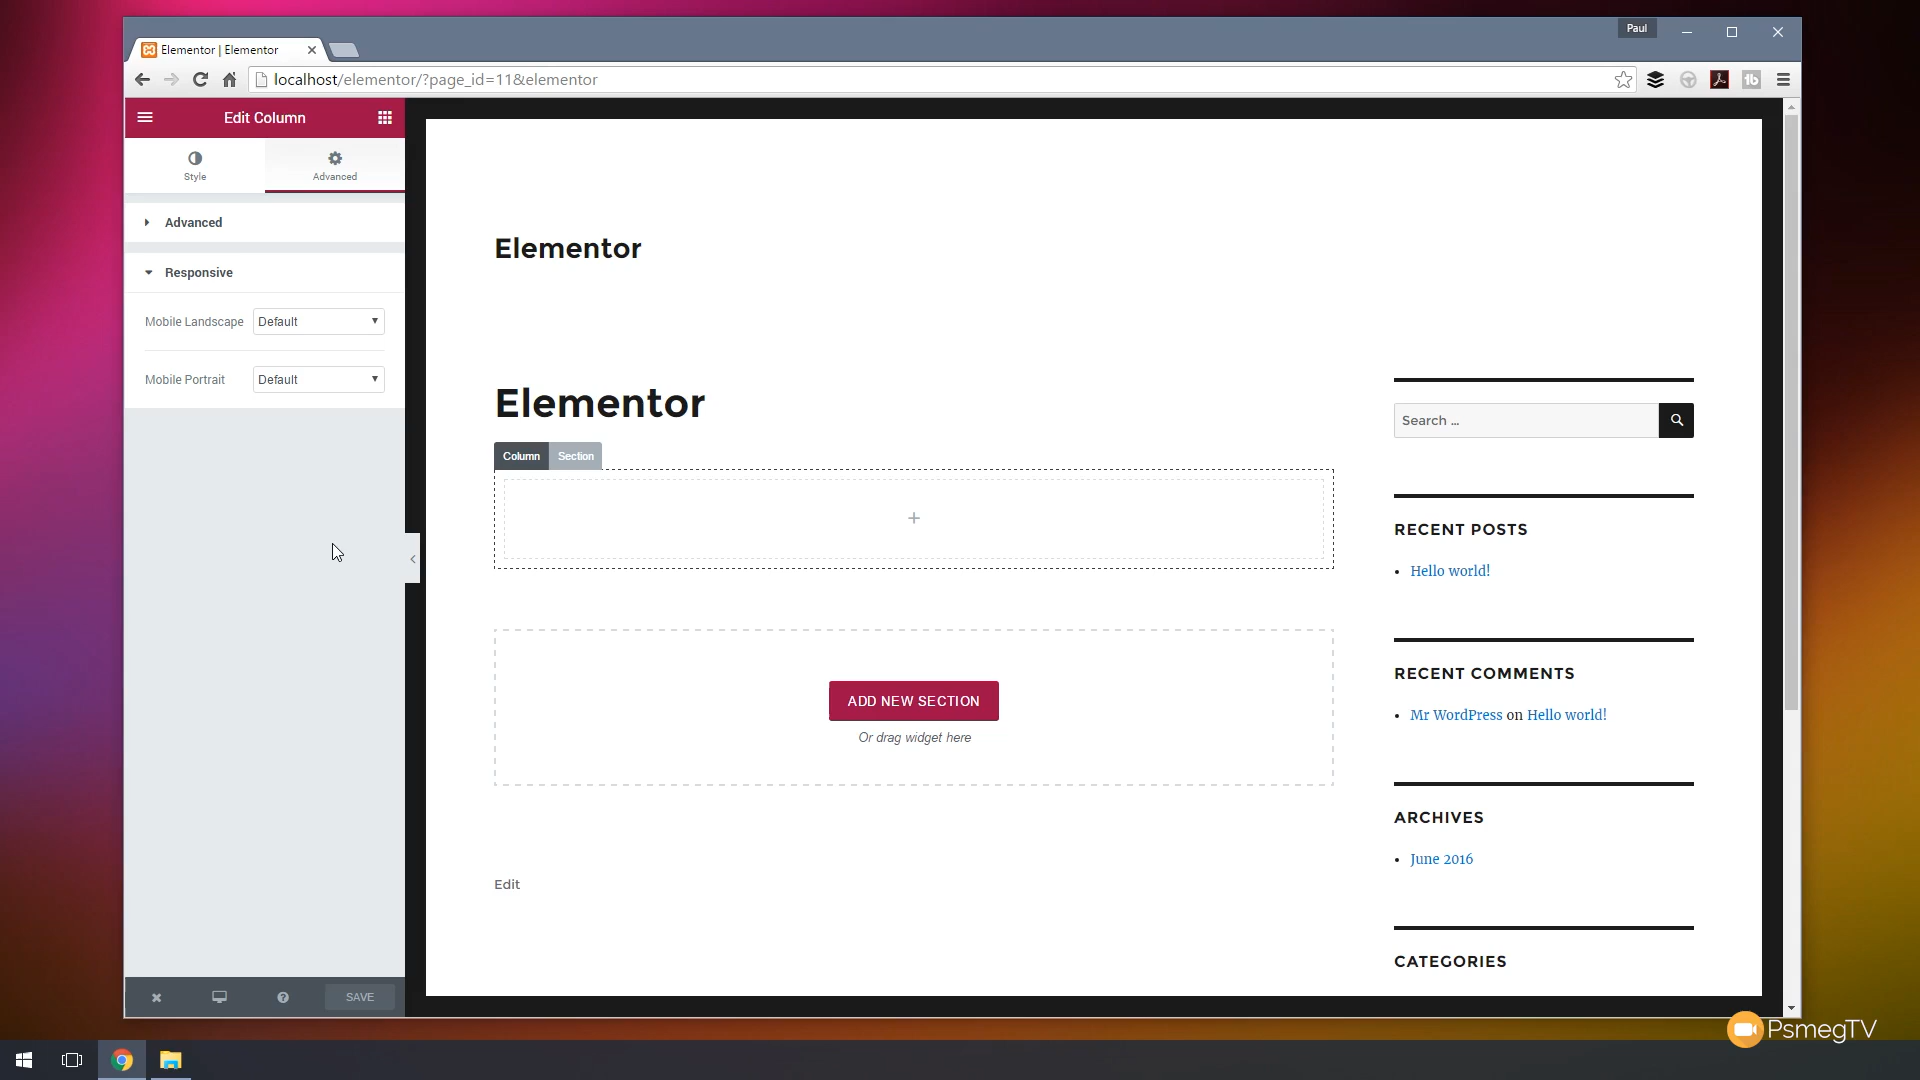 Paul
Elementor | Elementor
localhost/elementor/?page_id=11&elementor
Edit Column
Style
Advanced
Advanced
Responsive
Mobile Landscape Default
Mobile Portrait Default
SAVE
Elementor
Elementor
Column Section
ADD NEW SECTION
Or drag widget here
Edit
Search ...
RECENT POSTS
Hello world!
RECENT COMMENTS
Mr WordPress on Hello world!
ARCHIVES
June 2016
CATEGORIES
PsmegTV